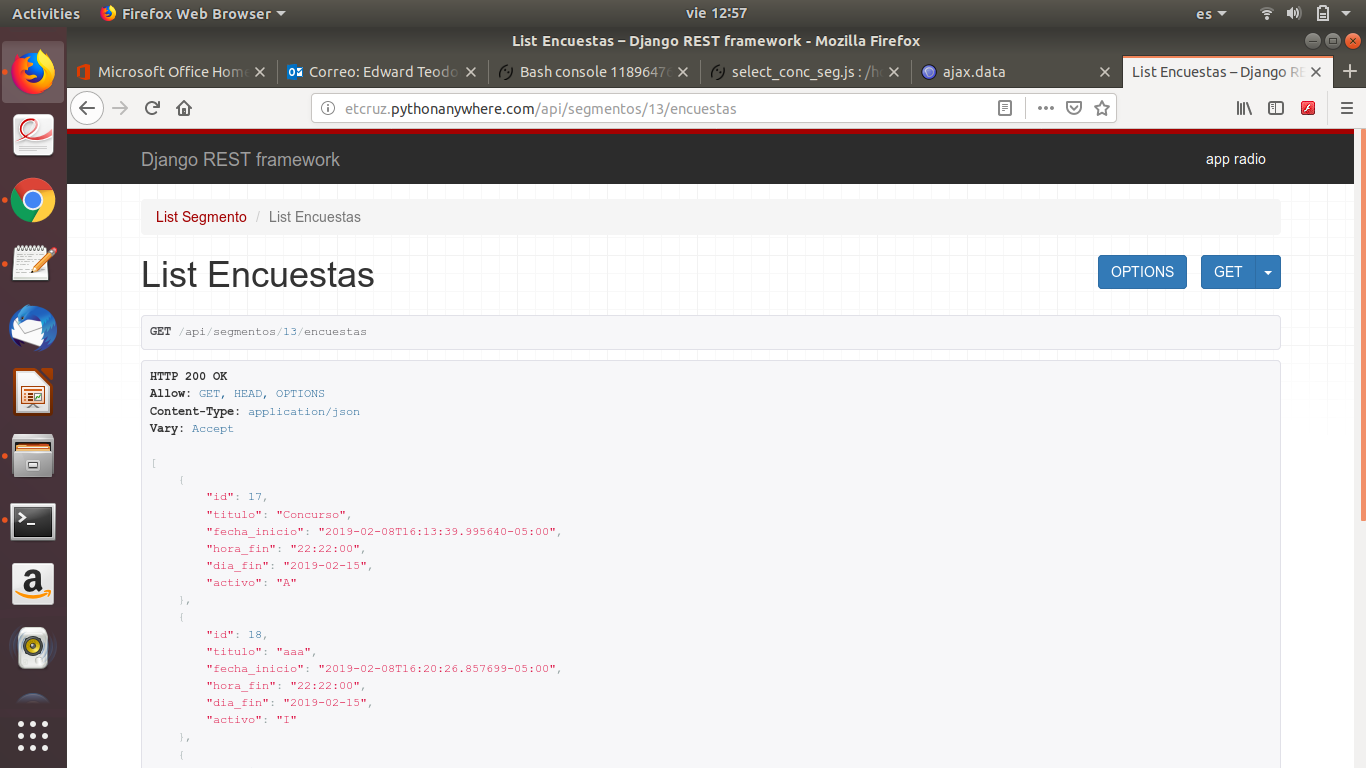 Activities Firefox Web Browser vie 12:57 es
List Encuestas – Django REST framework - Mozilla Firefox
Microsoft Office Home Correo: Edward Teodo Bash console 11896476 select_conc_seg.js : /h ajax.data List Encuestas – Django RE
etcruz.pythonanywhere.com/api/segmentos/13/encuestas
Django REST framework app radio
List Segmento / List Encuestas
List Encuestas OPTIONS GET
GET /api/segmentos/13/encuestas
HTTP 200 OK
Allow: GET, HEAD, OPTIONS
Content-Type: application/json
Vary: Accept
[
{
"id": 17,
"titulo": "Concurso",
"fecha_inicio": "2019-02-08T16:13:39.995640-05:00",
"hora_fin": "22:22:00",
"dia_fin": "2019-02-15",
"activo": "A"
},
{
"id": 18,
"titulo": "aaa",
"fecha_inicio": "2019-02-08T16:20:26.857699-05:00",
"hora_fin": "22:22:00",
"dia_fin": "2019-02-15",
"activo": "I"
},
{